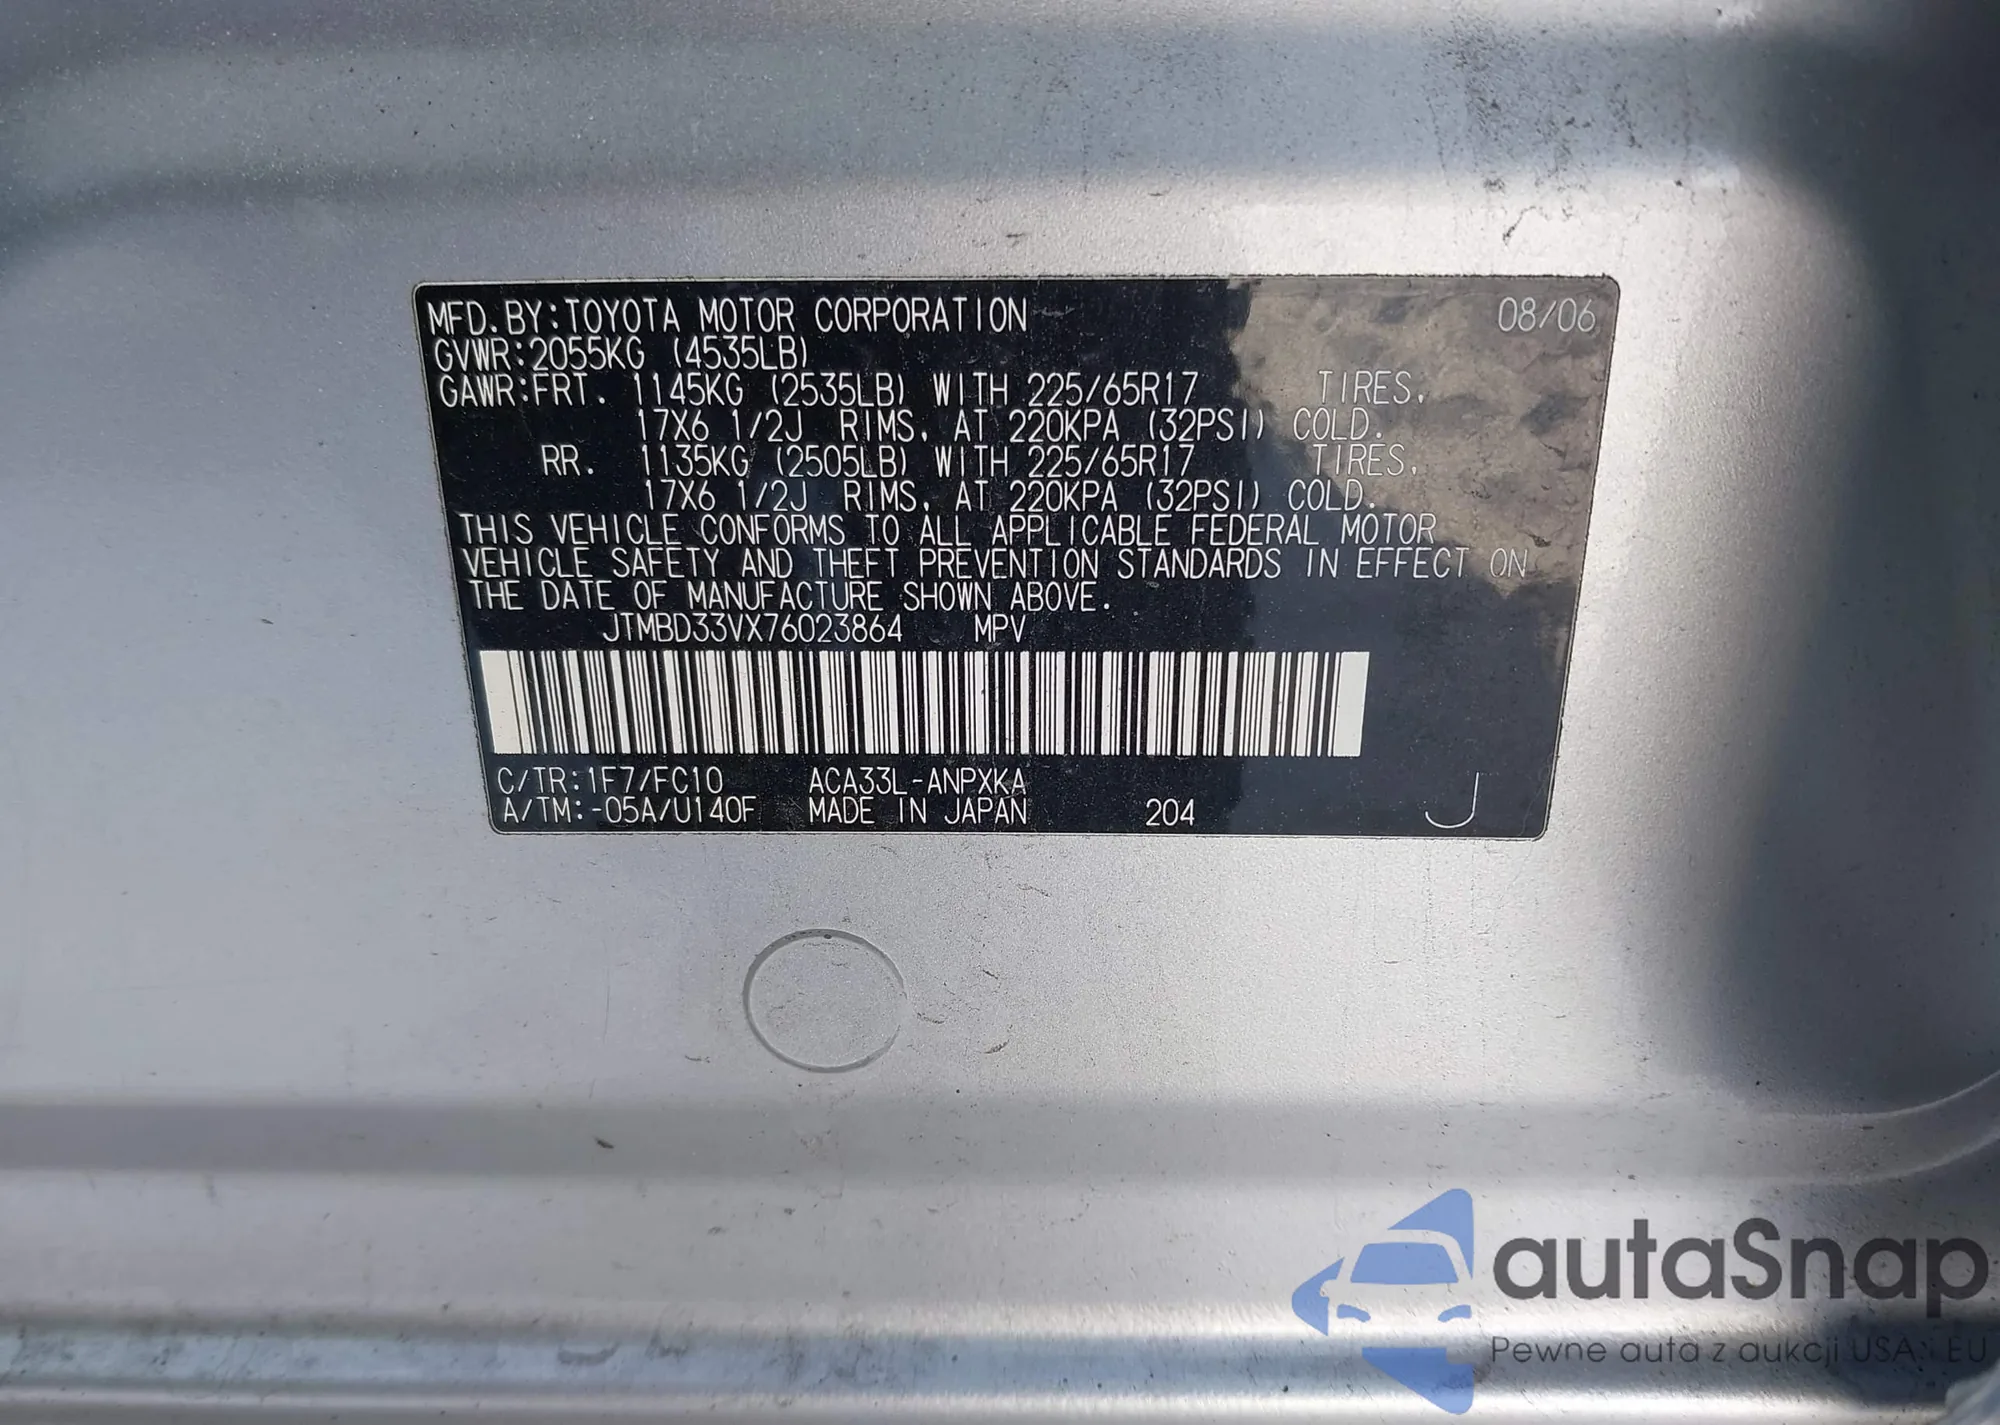 MFD. BY: TOYOTA MOTOR CORPORATION 08/06
GVWR: 2055KG (4535LB)
GAWR: FRT. 1145KG (2535LB) WITH 225/65R17 TIRES,
17X6 1/2J RIMS, AT 220KPA (32PSI) COLD.
RR. 1135KG (2505LB) WITH 225/65R17 TIRES,
17X6 1/2J RIMS, AT 220KPA (32PSI) COLD.
THIS VEHICLE CONFORMS TO ALL APPLICABLE FEDERAL MOTOR
VEHICLE SAFETY AND THEFT PREVENTION STANDARDS IN EFFECT ON
THE DATE OF MANUFACTURE SHOWN ABOVE.
JTMBD33VX76023864 MPV
C/TR: 1F7/FC10 ACA33L-ANPXKA
A/TM: -05A/U140F MADE IN JAPAN 204 J
autaSnap
Pewne auta z aukcji USA i EU